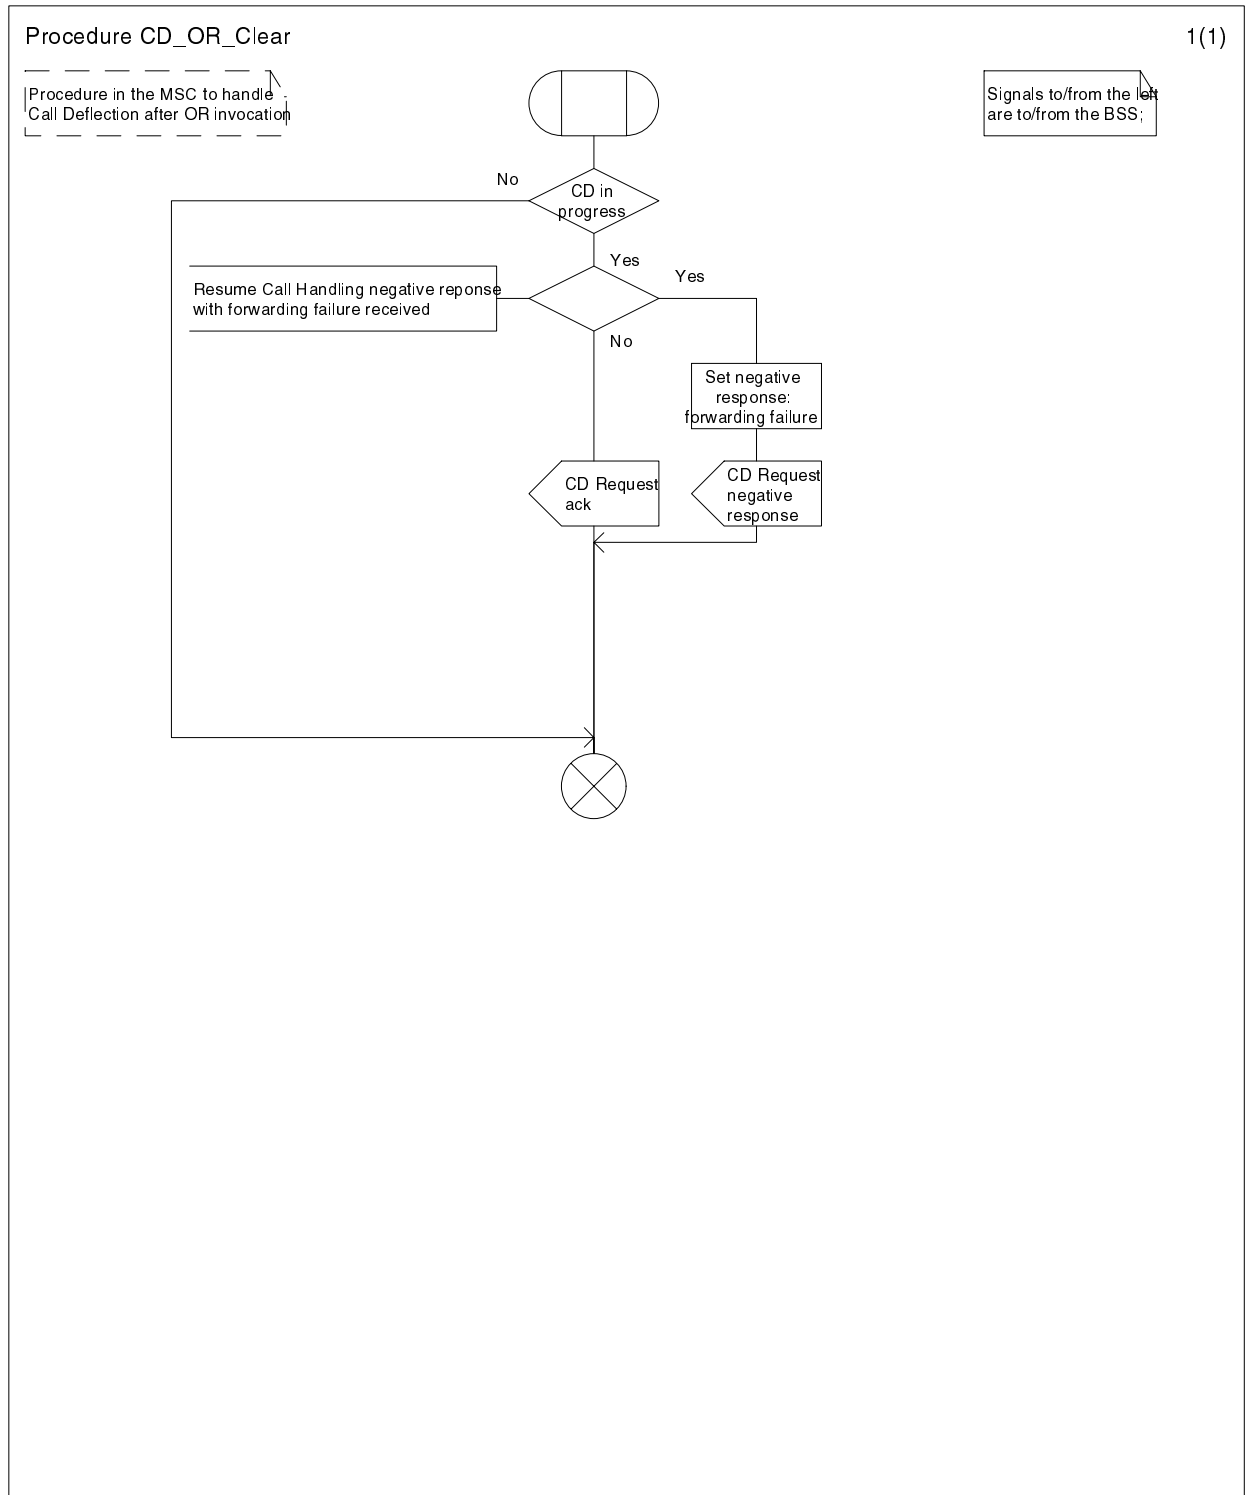 Procedure CD_OR_Clear
1(1)
Procedure in the MSC to handle
Call Deflection after OR invocation
Signals to/from the left
are to/from the BSS;
No
CD in
progress
Yes
Yes
Resume Call Handling negative reponse
with forwarding failure received
No
Set negative
response:
forwarding failure
CD Request
ack
CD Request
negative
response